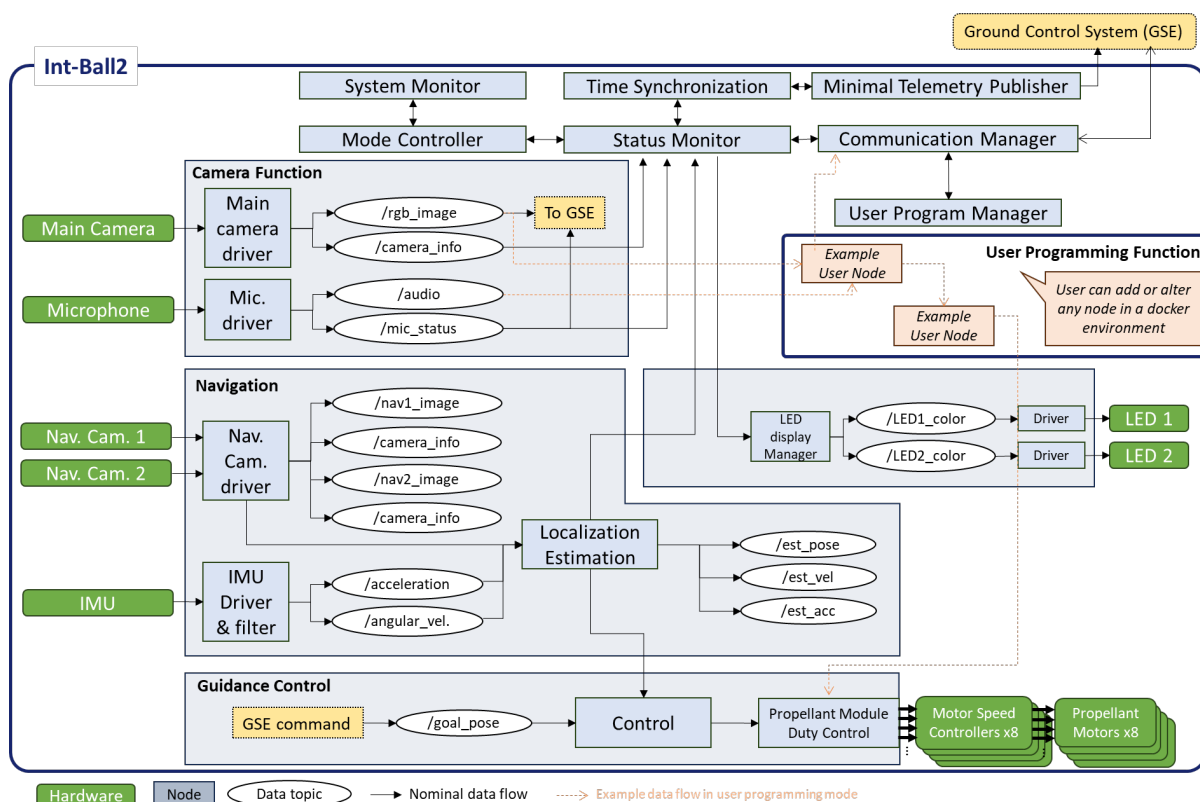 Ground Control System (GSE)
Int-Ball2
System Monitor
Time Synchronization
Minimal Telemetry Publisher
Mode Controller
Status Monitor
Communication Manager
User Program Manager
Camera Function
Main Camera
Main
camera
driver
/rgb_image
/camera_info
To GSE
Microphone
Mic.
driver
/audio
/mic_status
User Programming Function
Example
User Node
Example
User Node
User can add or alter
any node in a docker
environment
Navigation
Nav. Cam. 1
Nav. Cam. 2
Nav.
Cam.
driver
/nav1_image
/camera_info
/nav2_image
/camera_info
LED
display
Manager
/LED1_color
/LED2_color
Driver
Driver
LED 1
LED 2
IMU
IMU
Driver
& filter
/acceleration
/angular_vel.
Localization
Estimation
/est_pose
/est_vel
/est_acc
Guidance Control
GSE command
/goal_pose
Control
Propellant Module
Duty Control
Motor Speed
Controllers x8
Propellant
Motors x8
Hardware
Node
Data topic
Nominal data flow
Example data flow in user programming mode